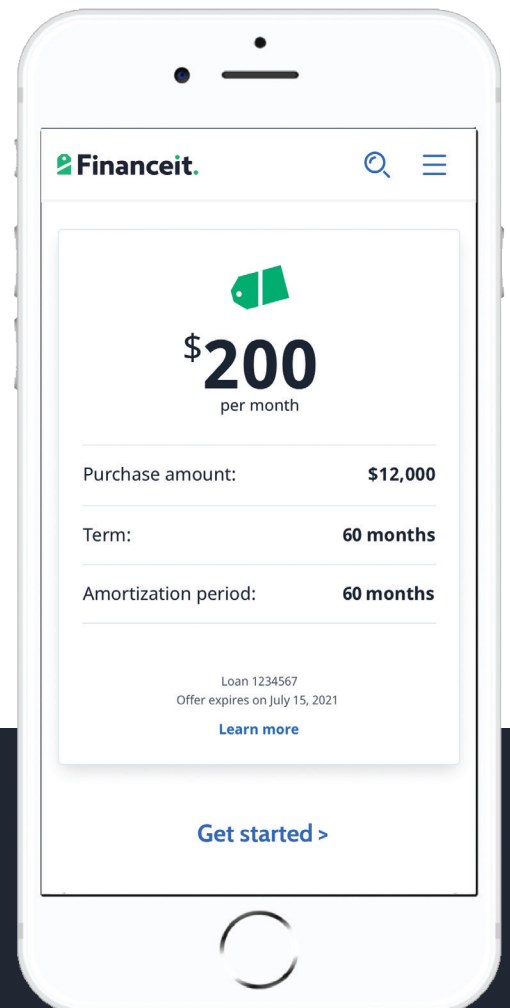 Financeit.
$200
per month
Purchase amount: $12,000
Term: 60 months
Amortization period: 60 months
Loan 1234567
Offer expires on July 15, 2021
Learn more
Get started >